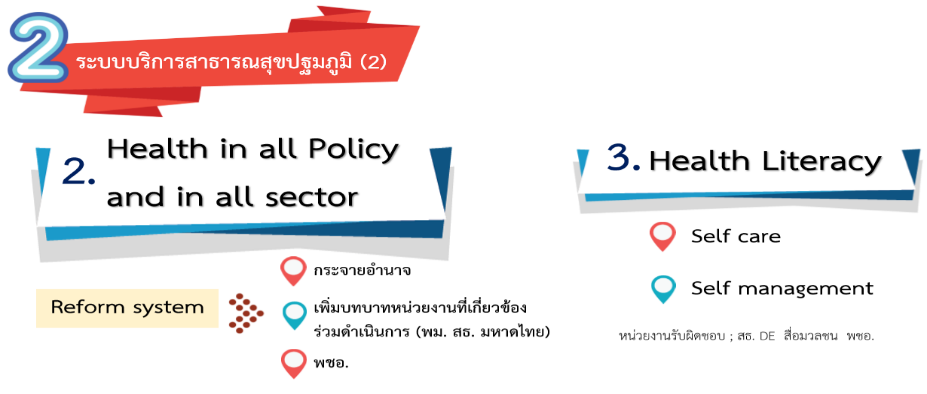 2
ระบบบริการสาธารณสุขปฐมภูมิ (2)
2. Health in all Policy
and in all sector
Reform system
กระจายอำนาจ
เพิ่มบทบาทหน่วยงานที่เกี่ยวข้อง
ร่วมดำเนินการ (พม. สธ. มหาดไทย)
พชอ.
3. Health Literacy
Self care
Self management
หน่วยงานรับผิดชอบ ; สธ. DE สื่อมวลชน พชอ.